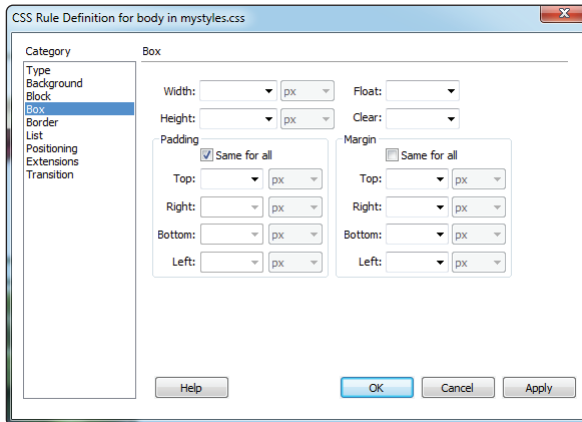 CSS Rule Definition for body in mystyles.css
Category
Box
Type
Background
Block
Box
Border
List
Positioning
Extensions
Transition
Width: px Float:
Height: px Clear:
Padding
Same for all
Top: px
Right: px
Bottom: px
Left: px
Margin
Same for all
Top: px
Right: px
Bottom: px
Left: px
Help OK Cancel Apply